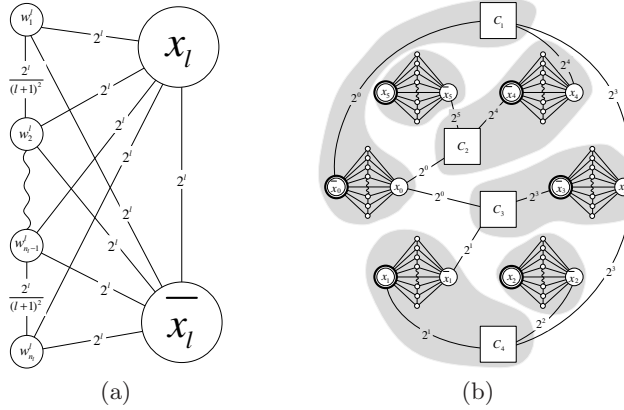 w_1^l
2^l
x_l
2^l/(l+1)^2
2^l
w_2^l
2^l
2^l
2^l
2^l
2^l
w_{n_l-1}^l
2^l
2^l/(l+1)^2
2^l
w_{n_l}^l
x̅_l
(a)
C_1
2^4
2^3
2^0
x_5
x̅_5
x̅_4
x_4
2^5
2^4
C_2
2^0
x_0
2^0
C_3
2^3
2^1
2^3
x_1
x̅_1
x_2
2^1
2^2
C_4
(b)